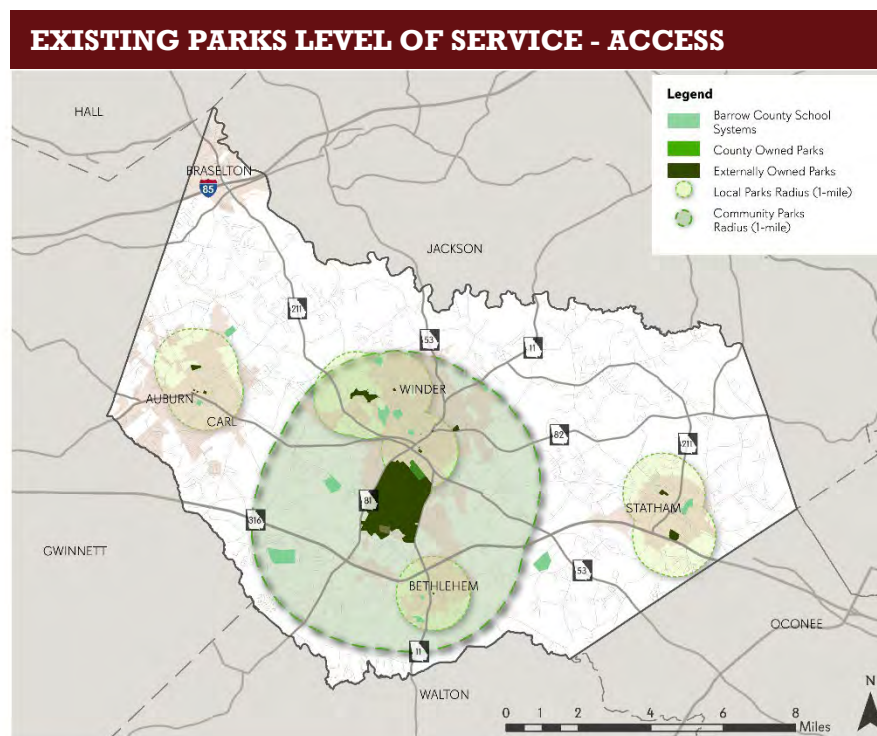 EXISTING PARKS LEVEL OF SERVICE - ACCESS
HALL
Legend
Barrow County School
Systems
County Owned Parks
Externally Owned Parks
Local Parks Radius (1-mile)
Community Parks
Radius (1-mile)
BRASELTON
85
JACKSON
211
53
11
AUBURN
CARL
WINDER
82
211
81
STATHAM
316
GWINNETT
53
BETHLEHEM
OCONEE
11
WALTON
N
0 1 2 4 6 8
Miles